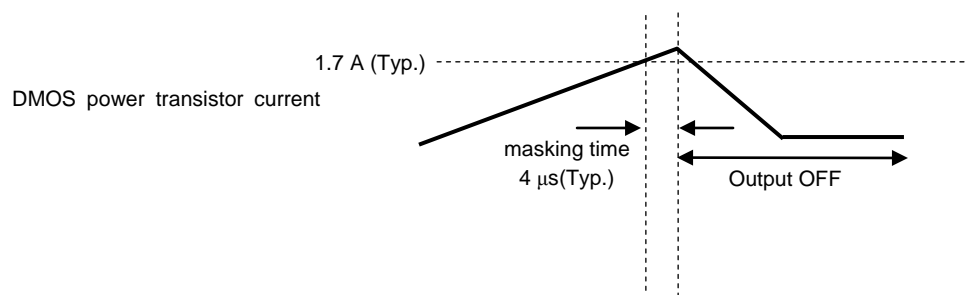 1.7 A (Typ.)
DMOS power transistor current
masking time
4 μs(Typ.)
Output OFF